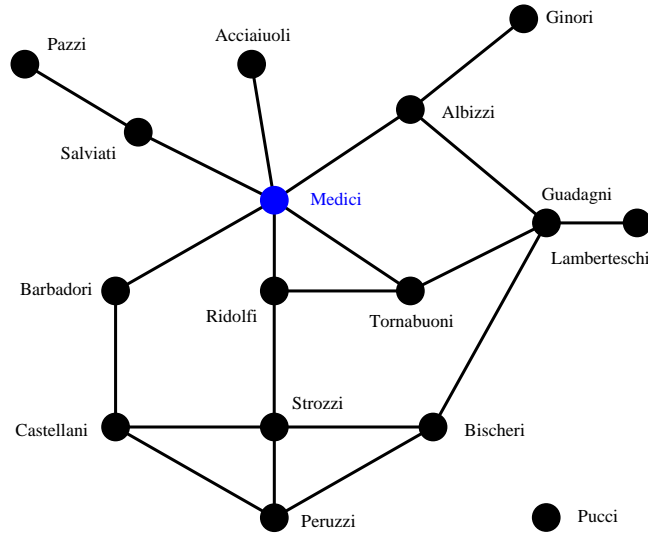 Ginori
Pazzi
Acciaiuoli
Albizzi
Salviati
Medici
Guadagni
Lamberteschi
Barbadori
Ridolfi
Tornabuoni
Strozzi
Castellani
Bischeri
Peruzzi
Pucci